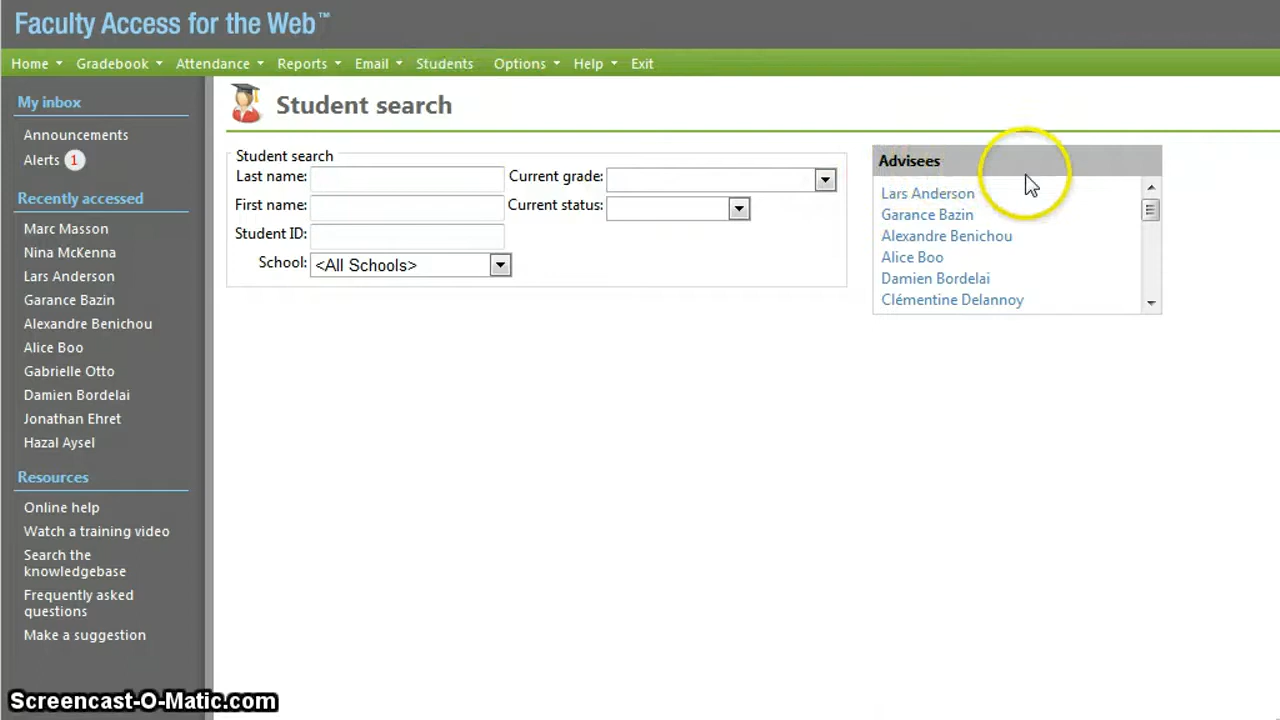 Faculty Access for the Web™
Home Gradebook Attendance Reports Email Students Options Help Exit
My inbox
Announcements
Alerts 1
Recently accessed
Marc Masson
Nina McKenna
Lars Anderson
Garance Bazin
Alexandre Benichou
Alice Boo
Gabrielle Otto
Damien Bordelai
Jonathan Ehret
Hazal Aysel
Resources
Online help
Watch a training video
Search the
knowledgebase
Frequently asked
questions
Make a suggestion
Student search
Student search
Last name: Current grade:
First name: Current status:
Student ID:
School: <All Schools>
Advisees
Lars Anderson
Garance Bazin
Alexandre Benichou
Alice Boo
Damien Bordelai
Clémentine Delannoy
Screencast-O-Matic.com